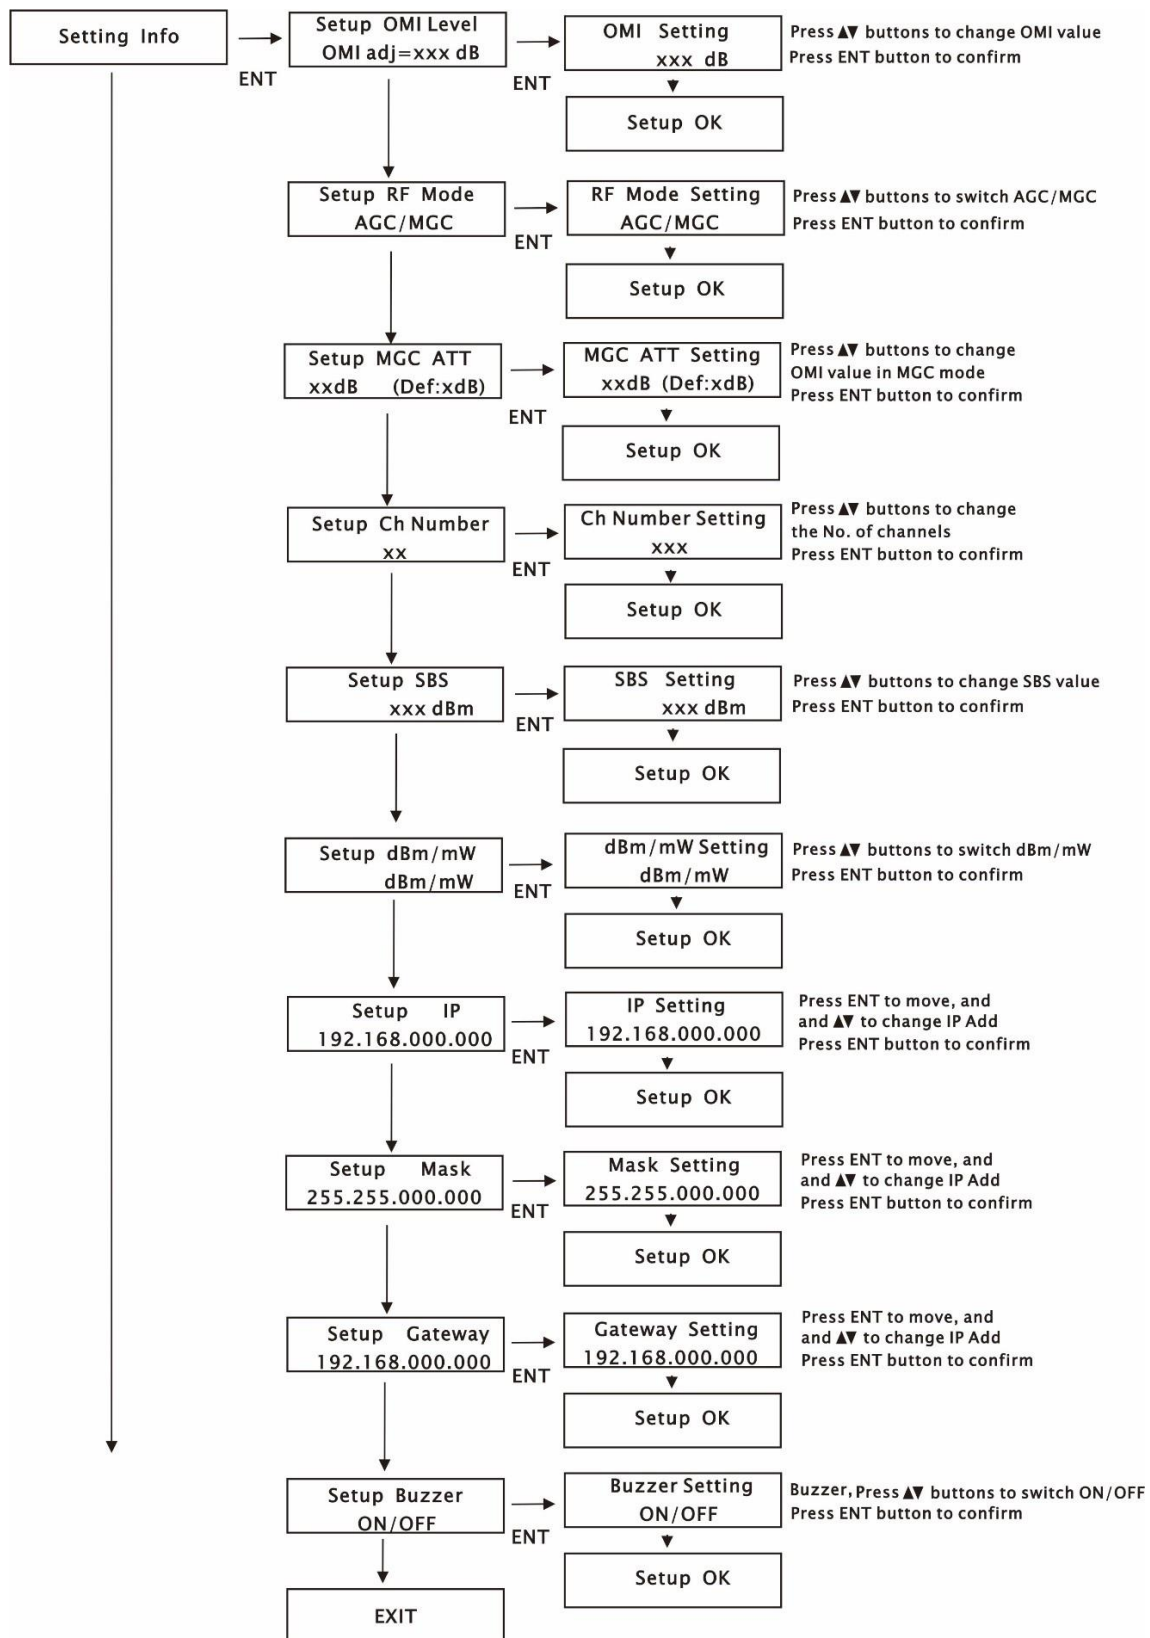 Setting Info
ENT
Setup OMI Level
OMI adj=xxx dB
ENT
OMI Setting
xxx dB
Press ▲▼ buttons to change OMI value
Press ENT button to confirm
Setup OK
Setup RF Mode
AGC/MGC
ENT
RF Mode Setting
AGC/MGC
Press ▲▼ buttons to switch AGC/MGC
Press ENT button to confirm
Setup OK
Setup MGC ATT
xxdB (Def:xdB)
ENT
MGC ATT Setting
xxdB (Def:xdB)
Press ▲▼ buttons to change
OMI value in MGC mode
Press ENT button to confirm
Setup OK
Setup Ch Number
xx
ENT
Ch Number Setting
xxx
Press ▲▼ buttons to change
the No. of channels
Press ENT button to confirm
Setup OK
Setup SBS
xxx dBm
ENT
SBS Setting
xxx dBm
Press ▲▼ buttons to change SBS value
Press ENT button to confirm
Setup OK
Setup dBm/mW
dBm/mW
ENT
dBm/mW Setting
dBm/mW
Press ▲▼ buttons to switch dBm/mW
Press ENT button to confirm
Setup OK
Setup IP
192.168.000.000
ENT
IP Setting
192.168.000.000
Press ENT to move, and
and ▲▼ to change IP Add
Press ENT button to confirm
Setup OK
Setup Mask
255.255.000.000
ENT
Mask Setting
255.255.000.000
Press ENT to move, and
and ▲▼ to change IP Add
Press ENT button to confirm
Setup OK
Setup Gateway
192.168.000.000
ENT
Gateway Setting
192.168.000.000
Press ENT to move, and
and ▲▼ to change IP Add
Press ENT button to confirm
Setup OK
Setup Buzzer
ON/OFF
ENT
Buzzer Setting
ON/OFF
Buzzer, Press ▲▼ buttons to switch ON/OFF
Press ENT button to confirm
Setup OK
EXIT